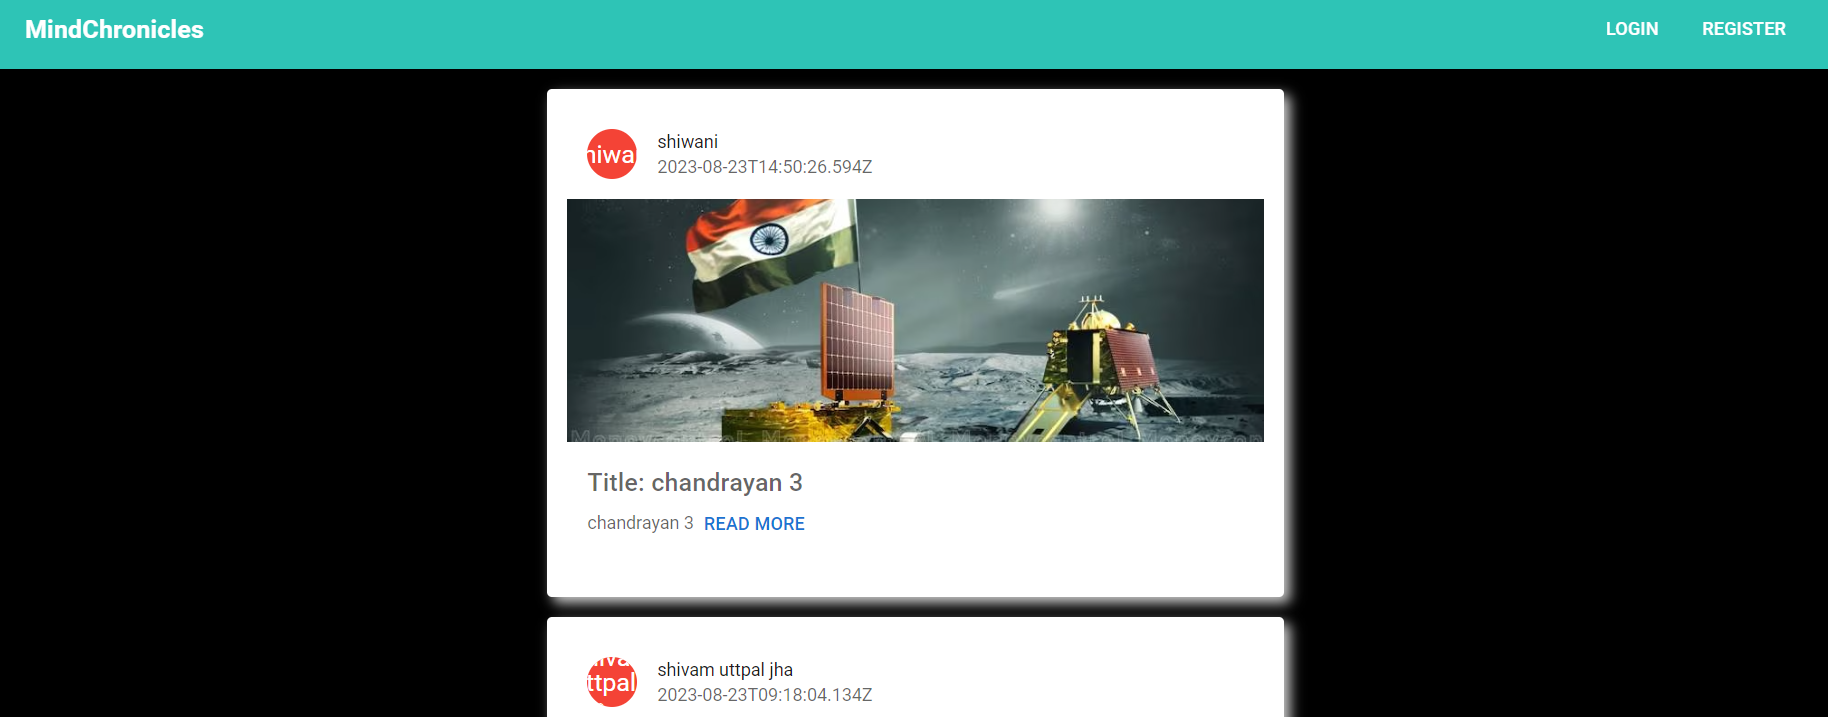 MindChronicles
LOGIN
REGISTER
hiwa
shiwani
2023-08-23T14:50:26.594Z
Title: chandrayan 3
chandrayan 3 READ MORE
ttpal
shivam uttpal jha
2023-08-23T09:18:04.134Z